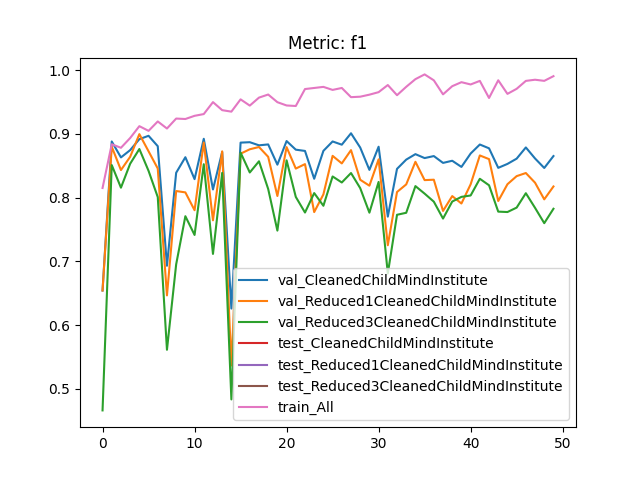 Metric: f1
1.0
0.9
0.8
0.7
0.6
0.5
val_CleanedChildMindInstitute
val_Reduced1CleanedChildMindInstitute
val_Reduced3CleanedChildMindInstitute
test_CleanedChildMindInstitute
test_Reduced1CleanedChildMindInstitute
test_Reduced3CleanedChildMindInstitute
train_All
0 10 20 30 40 50